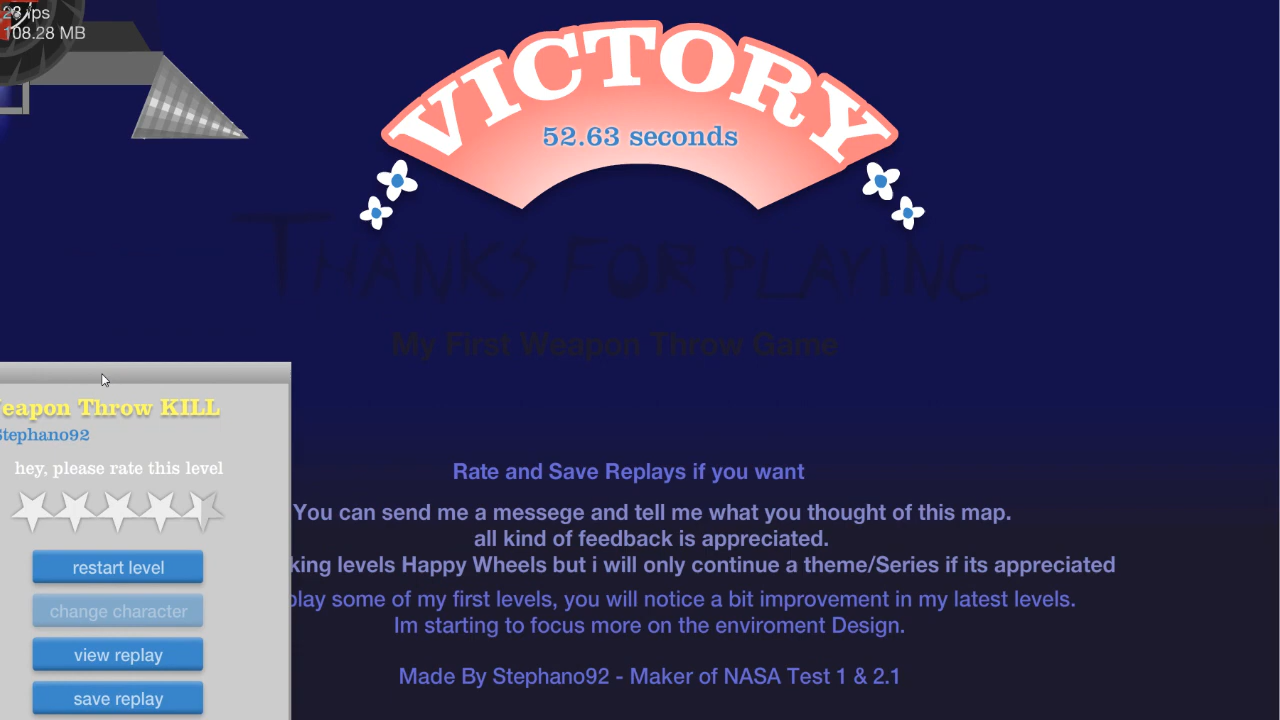 fps
108.28 MB
VICTORY
52.63 seconds
THANKS FOR PLAYING
My First Weapon Throw Game
eapon Throw KILL
Stephano92
hey, please rate this level
restart level
change character
view replay
save replay
Rate and Save Replays if you want
You can send me a messege and tell me what you thought of this map.
all kind of feedback is appreciated.
king levels Happy Wheels but i will only continue a theme/Series if its appreciated
play some of my first levels, you will notice a bit improvement in my latest levels.
Im starting to focus more on the enviroment Design.
Made By Stephano92 - Maker of NASA Test 1 & 2.1